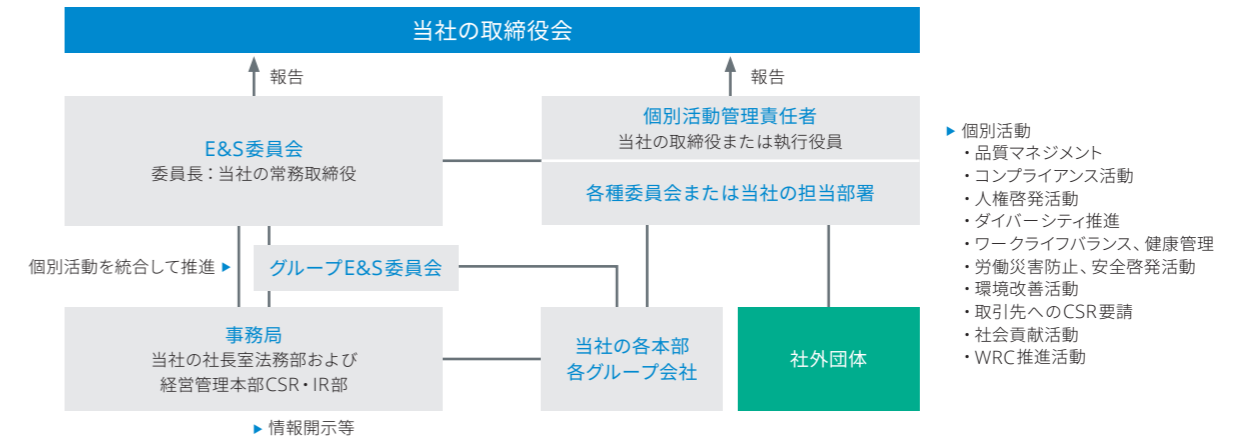 当社の取締役会
報告
報告
E&S委員会
委員長：当社の常務取締役
個別活動管理責任者
当社の取締役または執行役員
各種委員会または当社の担当部署
個別活動を統合して推進▶
グループE&S委員会
事務局
当社の社長室法務部および
経営管理本部CSR・IR部
▶情報開示等
当社の各本部
各グループ会社
社外団体
▶個別活動
・品質マネジメント
・コンプライアンス活動
・人権啓発活動
・ダイバーシティ推進
・ワークライフバランス、健康管理
・労働災害防止、安全啓発活動
・環境改善活動
・取引先へのCSR要請
・社会貢献活動
・WRC推進活動